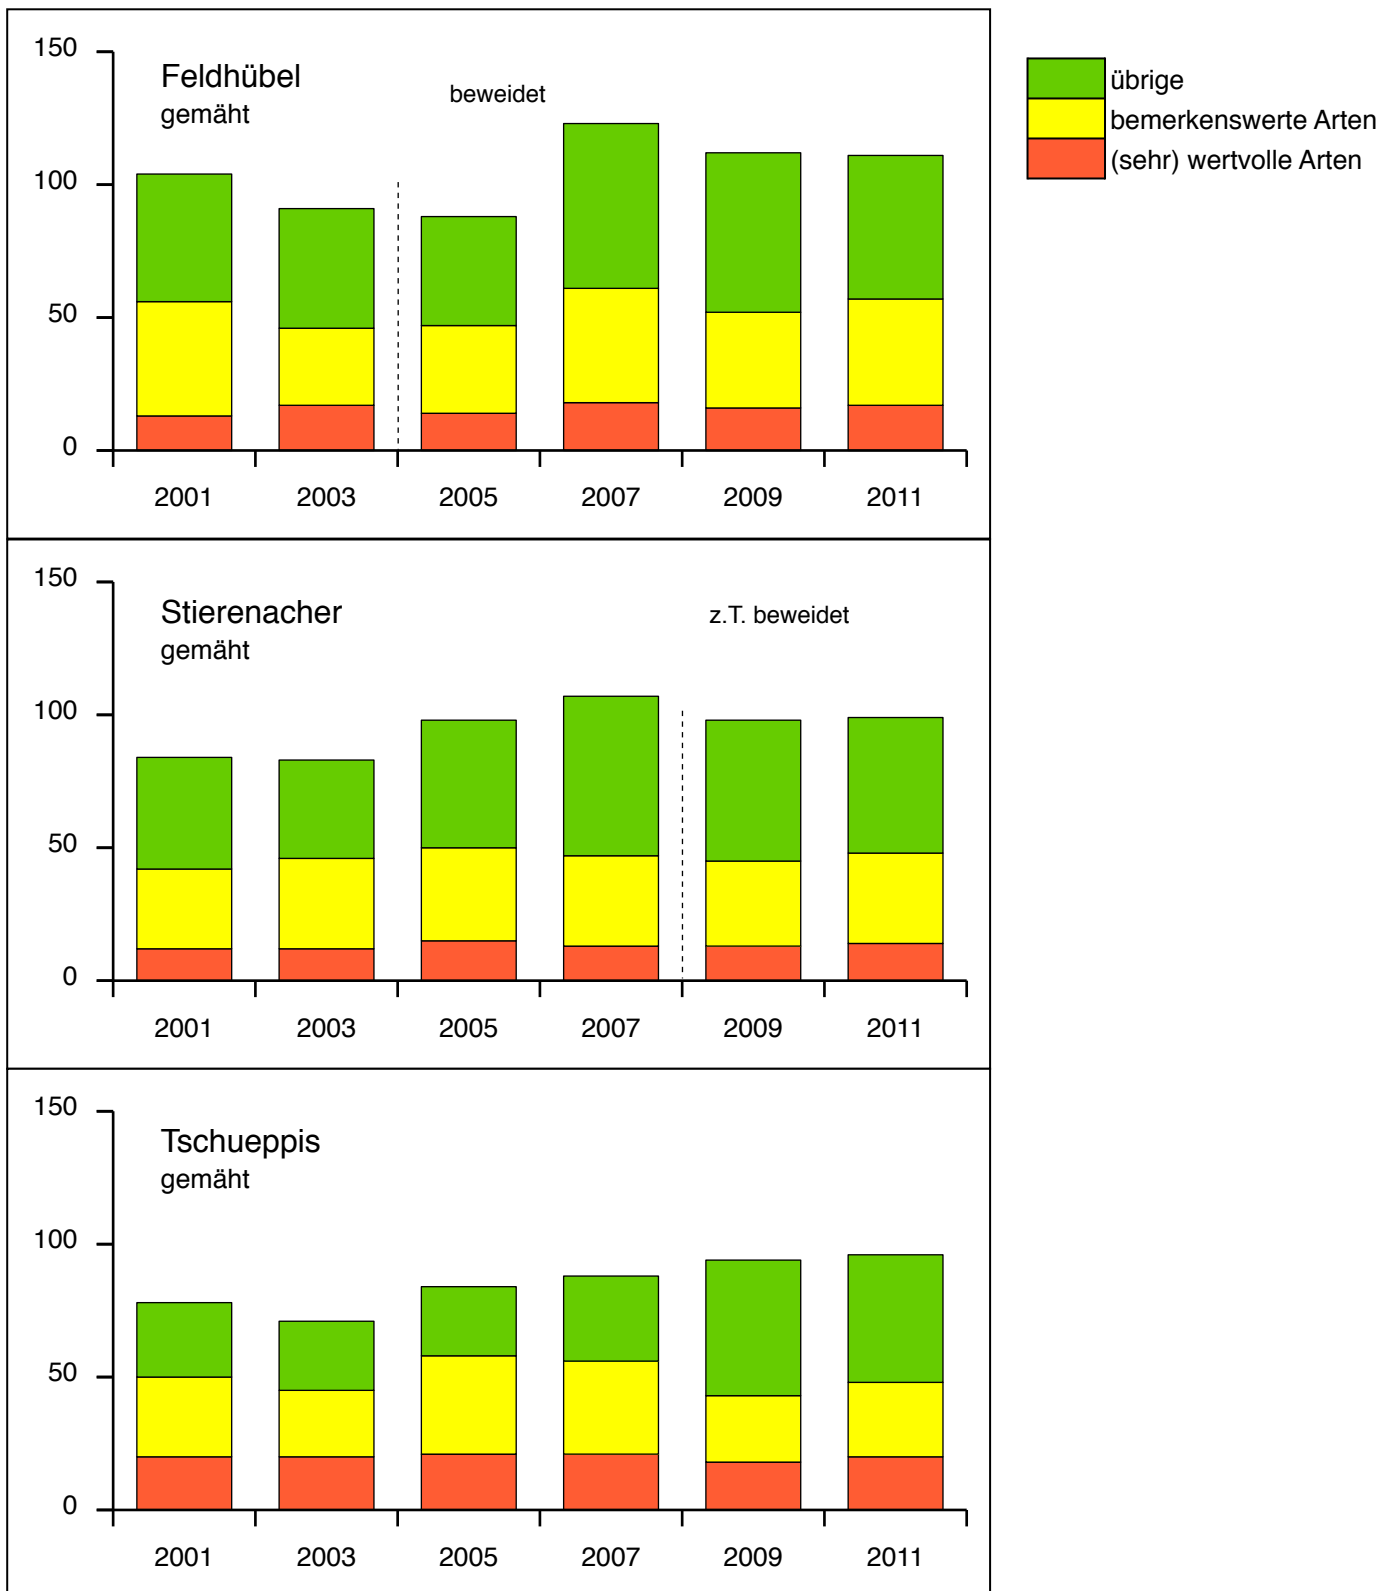 150
Feldhübel
gemäht
beweidet
100
50
0
2001 2003 2005 2007 2009 2011
übrige
bemerkenswerte Arten
(sehr) wertvolle Arten
150
Stierenacher
gemäht
z.T. beweidet
100
50
0
2001 2003 2005 2007 2009 2011
150
Tschueppis
gemäht
100
50
0
2001 2003 2005 2007 2009 2011